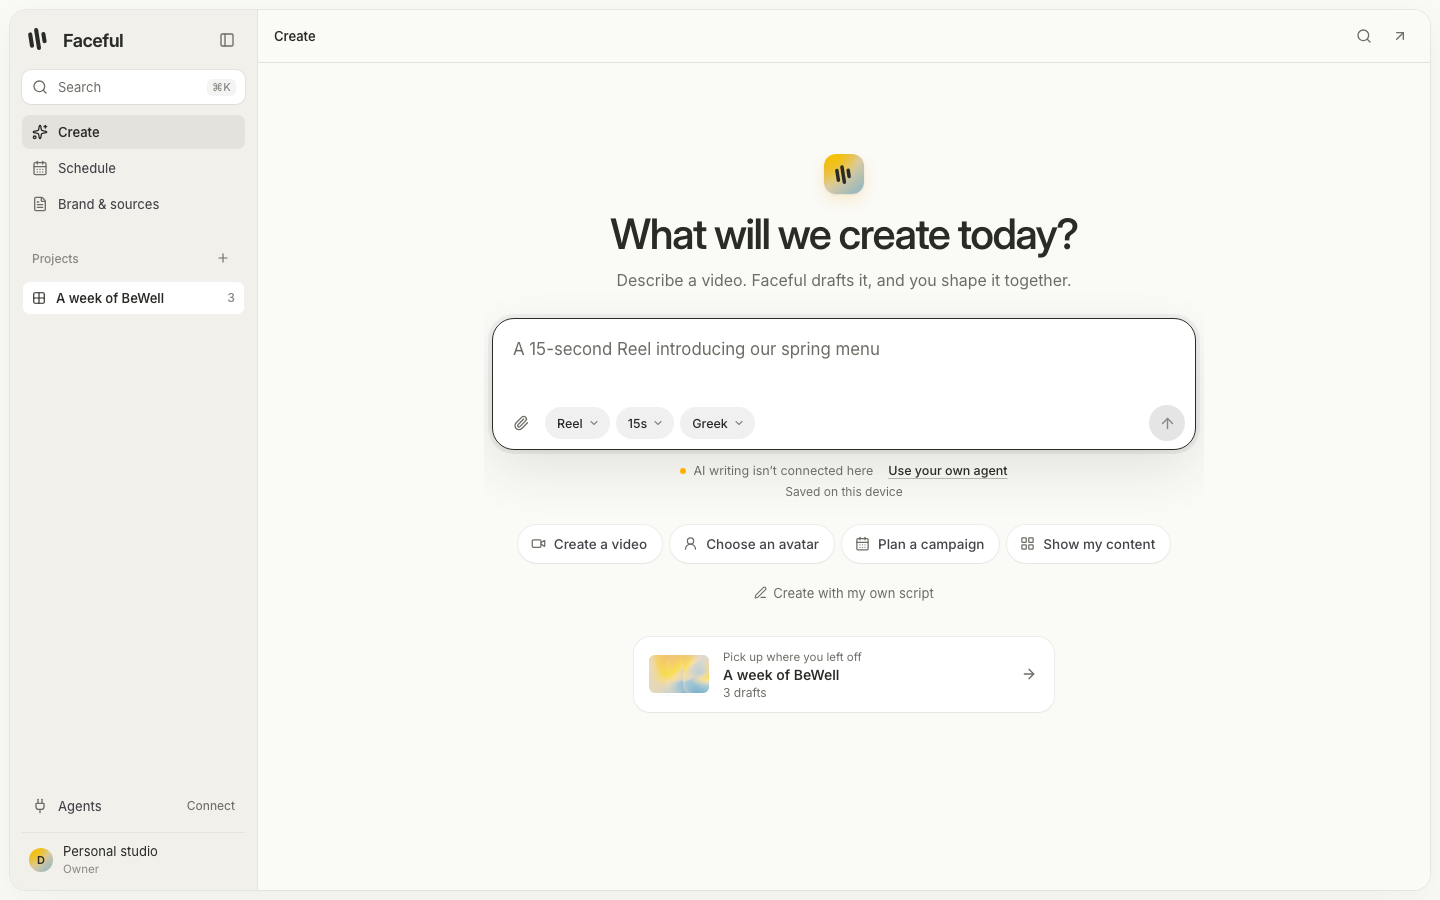 Faceful
Search
⌘K
Create
Schedule
Brand & sources
Projects
A week of BeWell
3
Agents
Connect
D
Personal studio
Owner
Create
What will we create today?
Describe a video. Faceful drafts it, and you shape it together.
A 15-second Reel introducing our spring menu
Reel
15s
Greek
AI writing isn’t connected here
Use your own agent
Saved on this device
Create a video
Choose an avatar
Plan a campaign
Show my content
Create with my own script
Pick up where you left off
A week of BeWell
3 drafts